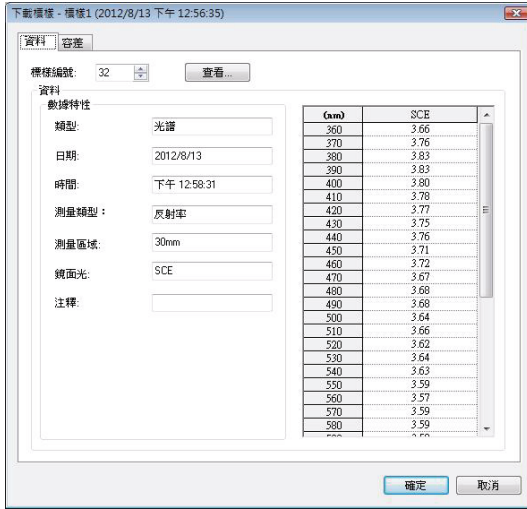 下載標樣 - 標樣1 (2012/8/13 下午 12:56:35)
資料 容差
標樣編號: 32 查看...
資料
數據特性
類型: 光譜
日期: 2012/8/13
時間: 下午 12:58:31
測量類型： 反射率
測量區域: 30mm
鏡面光: SCE
注釋:
(nm) SCE
360 3.66
370 3.76
380 3.83
390 3.83
400 3.80
410 3.78
420 3.77
430 3.75
440 3.76
450 3.71
460 3.72
470 3.67
480 3.68
490 3.68
500 3.64
510 3.66
520 3.62
530 3.64
540 3.63
550 3.59
560 3.57
570 3.59
580 3.59
確定 取消